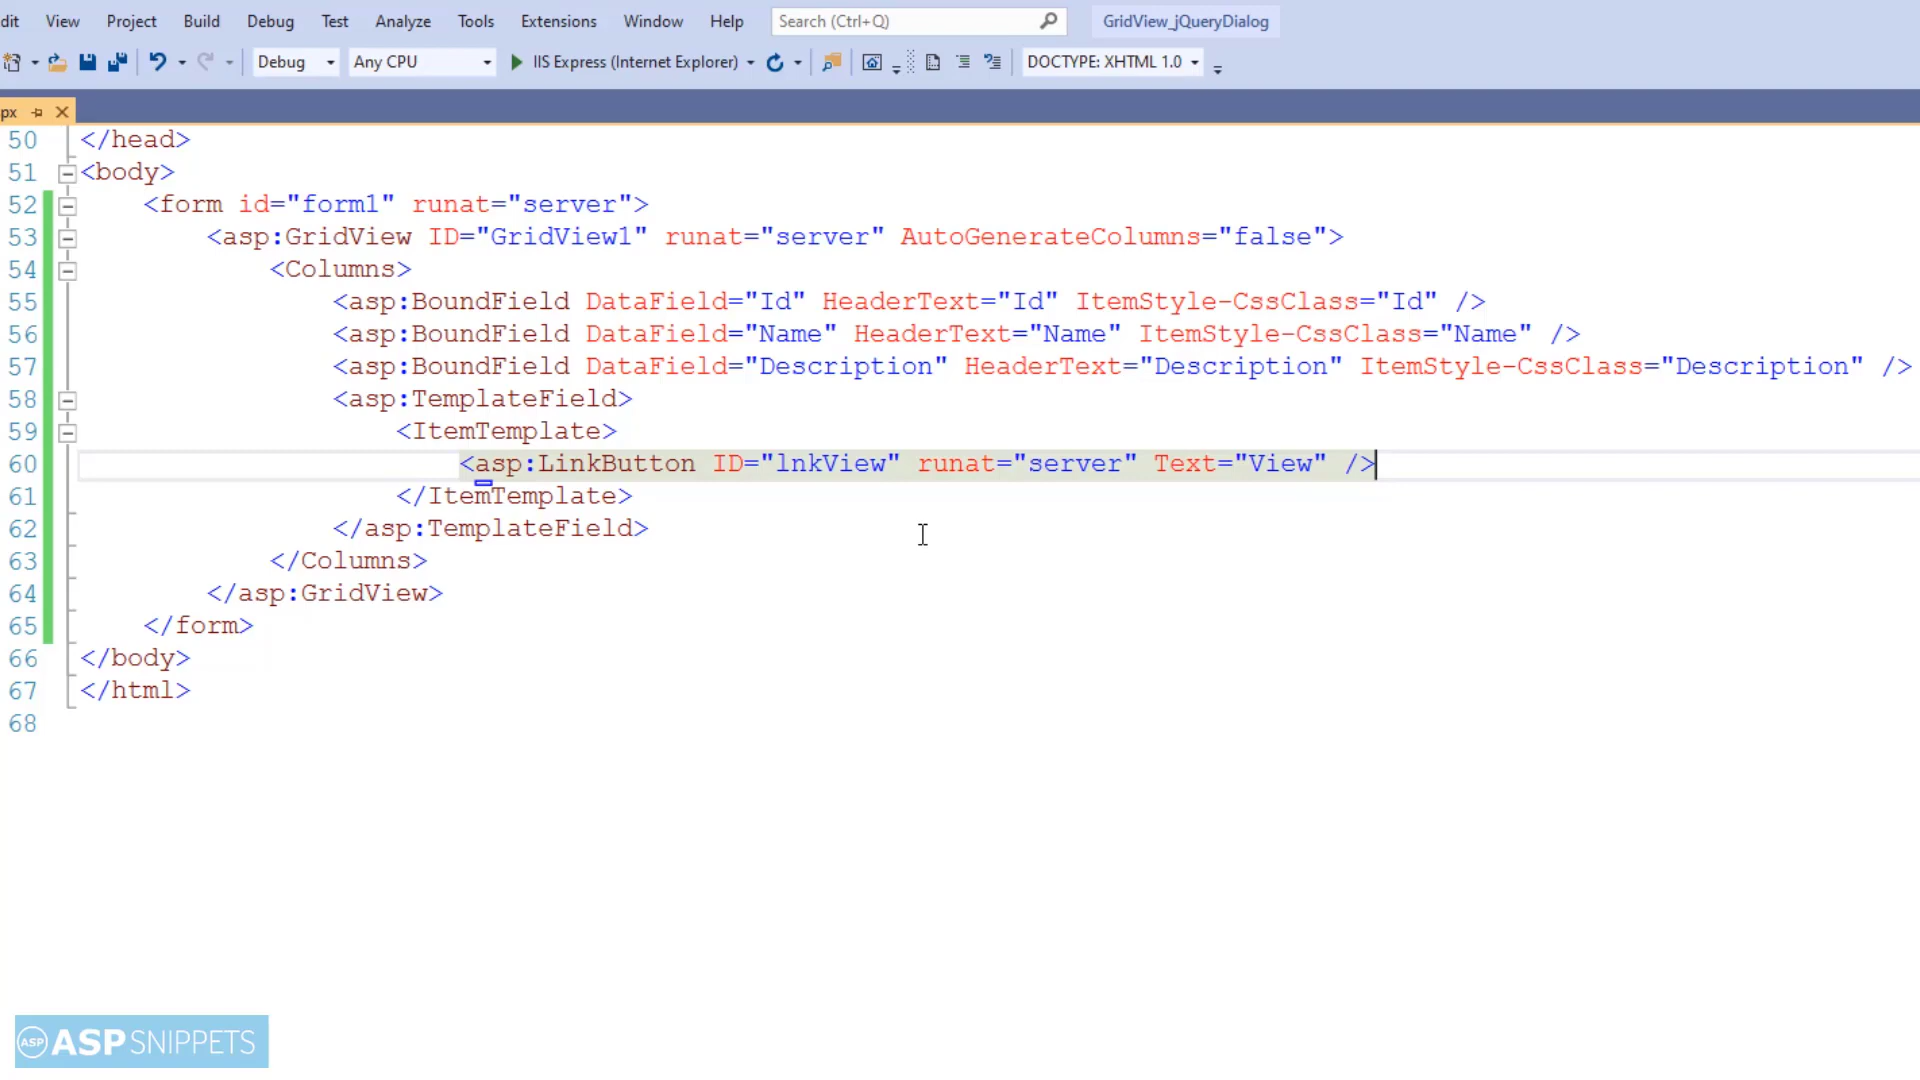 dit View Project Build Debug Test Analyze Tools Extensions Window Help Search (Ctrl+Q) GridView_jQueryDialog
Debug Any CPU IIS Express (Internet Explorer) DOCTYPE: XHTML 1.0
px
50 </head>
51 <body>
52 <form id="form1" runat="server">
53 <asp:GridView ID="GridView1" runat="server" AutoGenerateColumns="false">
54 <Columns>
55 <asp:BoundField DataField="Id" HeaderText="Id" ItemStyle-CssClass="Id" />
56 <asp:BoundField DataField="Name" HeaderText="Name" ItemStyle-CssClass="Name" />
57 <asp:BoundField DataField="Description" HeaderText="Description" ItemStyle-CssClass="Description" />
58 <asp:TemplateField>
59 <ItemTemplate>
60 <asp:LinkButton ID="lnkView" runat="server" Text="View" />
61 </ItemTemplate>
62 </asp:TemplateField>
63 </Columns>
64 </asp:GridView>
65 </form>
66 </body>
67 </html>
68
ASP ASPSNIPPETS